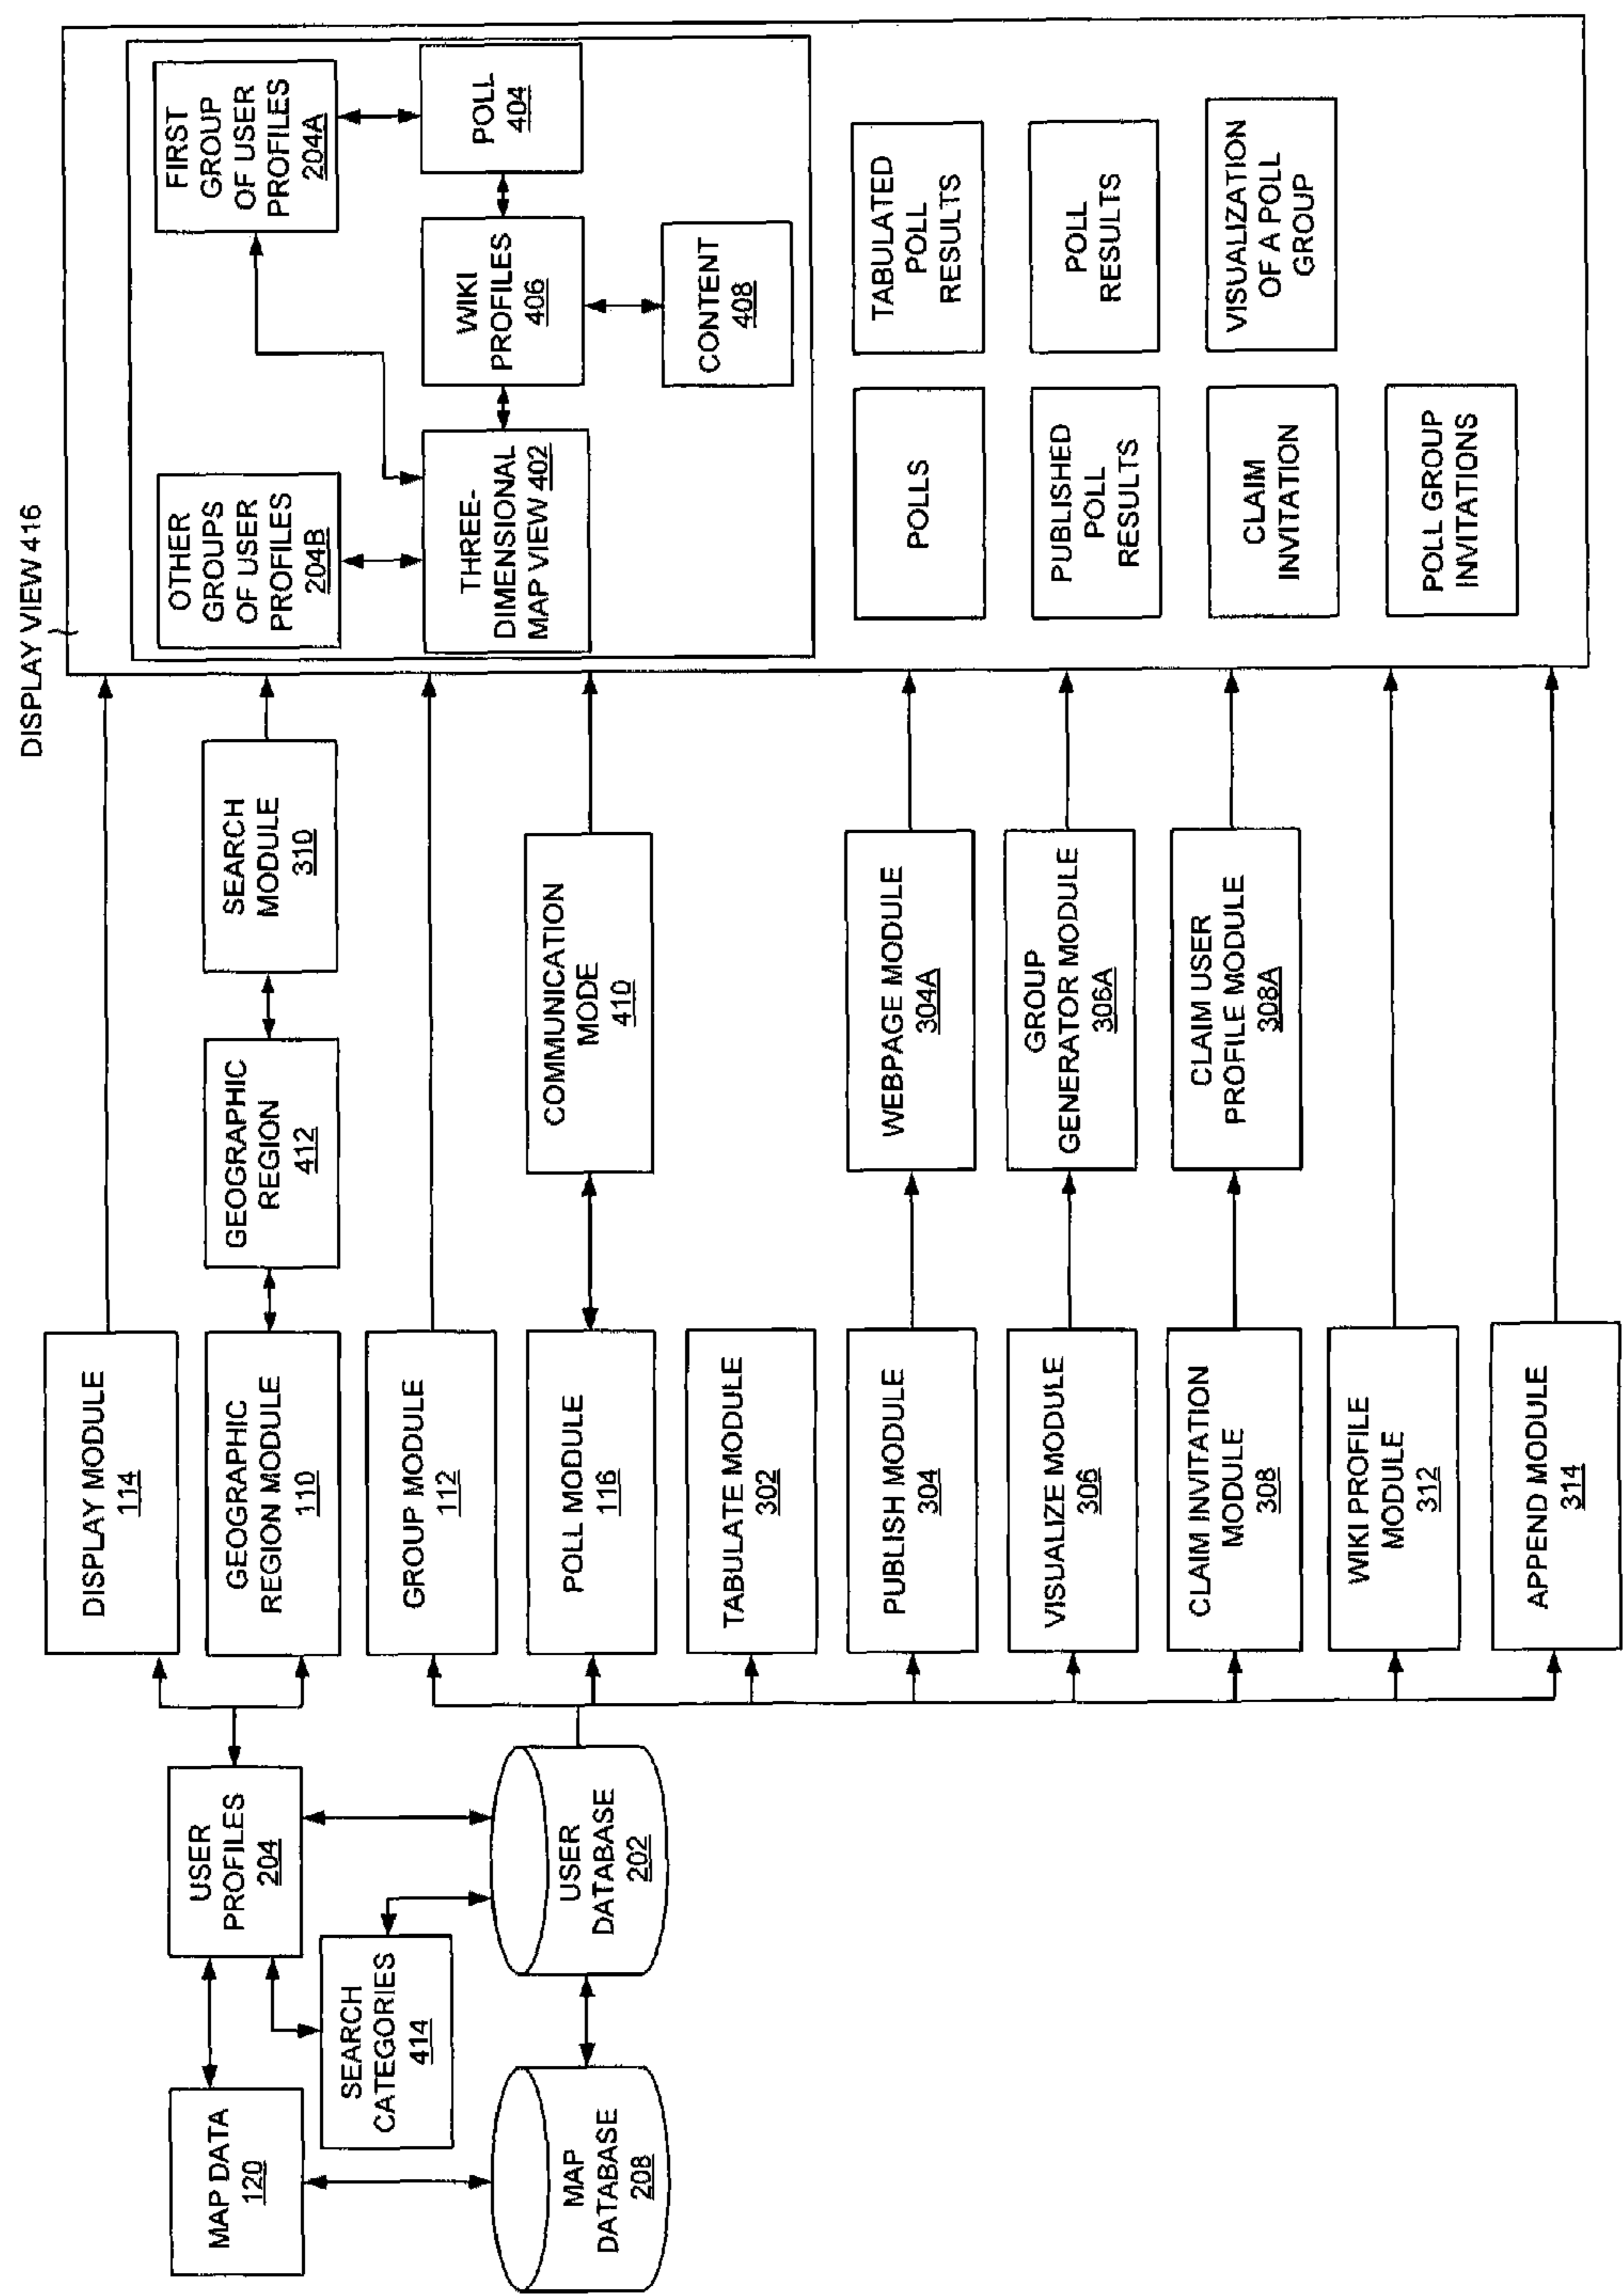 MAP DATA
120
USER
PROFILES
204
SEARCH
CATEGORIES
414
MAP
DATABASE
208
USER
DATABASE
202
DISPLAY MODULE
114
GEOGRAPHIC
REGION MODULE
110
GROUP MODULE
112
POLL MODULE
116
TABULATE MODULE
302
PUBLISH MODULE
304
VISUALIZE MODULE
306
CLAIM INVITATION
MODULE
308
WIKI PROFILE
MODULE
312
APPEND MODULE
314
GEOGRAPHIC
REGION
412
SEARCH
MODULE
310
COMMUNICATION
MODE
410
WEBPAGE MODULE
304A
GROUP
GENERATOR MODULE
306A
CLAIM USER
PROFILE MODULE
308A
DISPLAY VIEW 416
OTHER
GROUPS
OF USER
PROFILES
204B
FIRST
GROUP
OF USER
PROFILES
204A
THREE-
DIMENSIONAL
MAP VIEW 402
WIKI
PROFILES
406
POLL
404
CONTENT
408
POLLS
TABULATED
POLL
RESULTS
PUBLISHED
POLL
RESULTS
POLL
RESULTS
CLAIM
INVITATION
VISUALIZATION
OF A POLL
GROUP
POLL GROUP
INVITATIONS